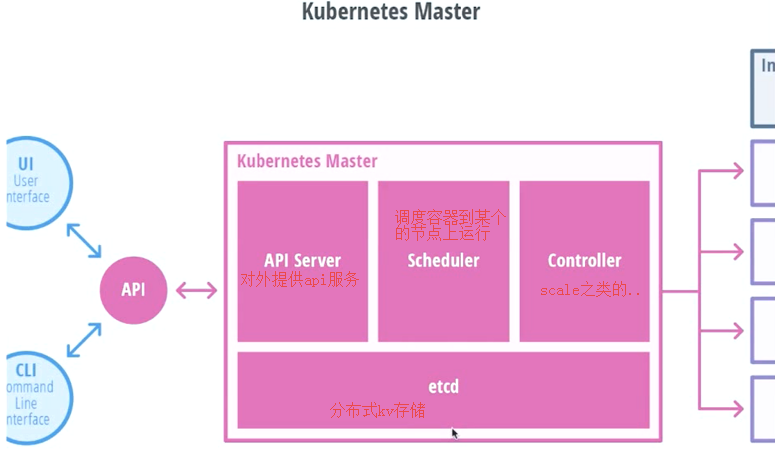 Kubernetes Master
In
UI
User
nterface
Kubernetes Master
调度容器到某个
的节点上运行
API Server
对外提供api服务
Scheduler
Controller
scale之类的..
API
CLI
ommand
Line
nterface
etcd
分布式kv存储